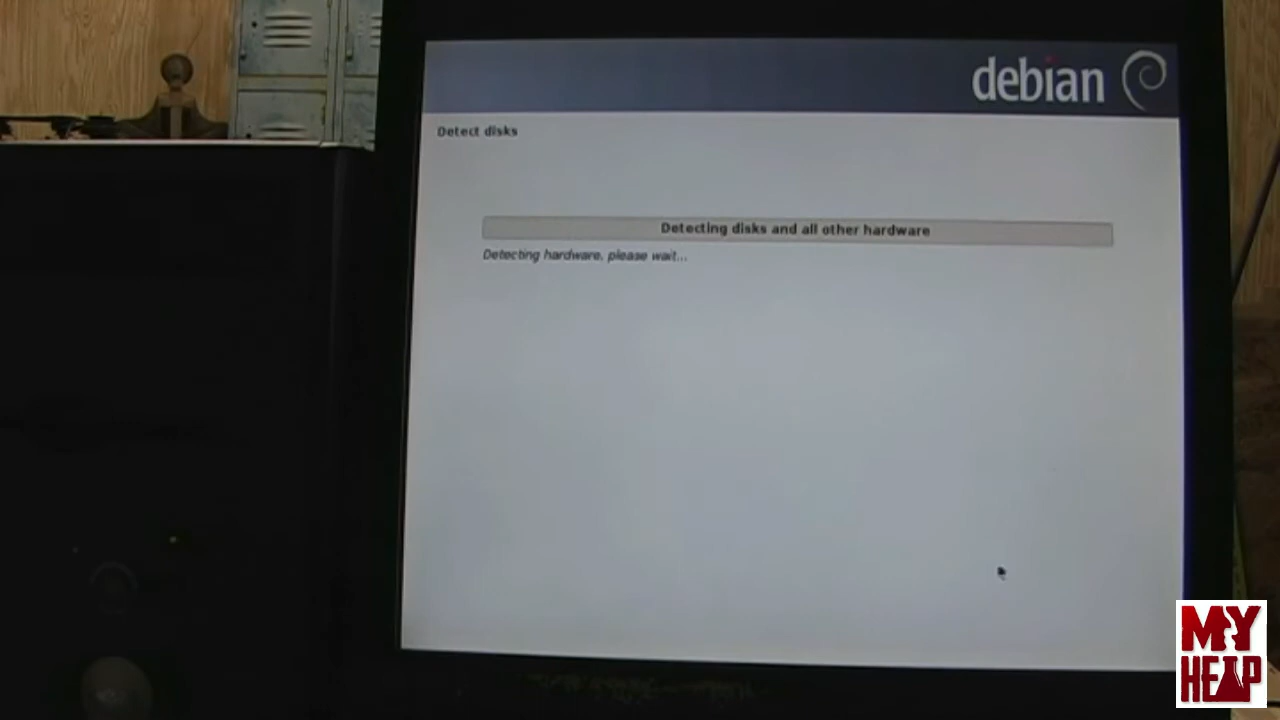 debian
Detect disks
Detecting disks and all other hardware
Detecting hardware, please wait...
MY
HEAP